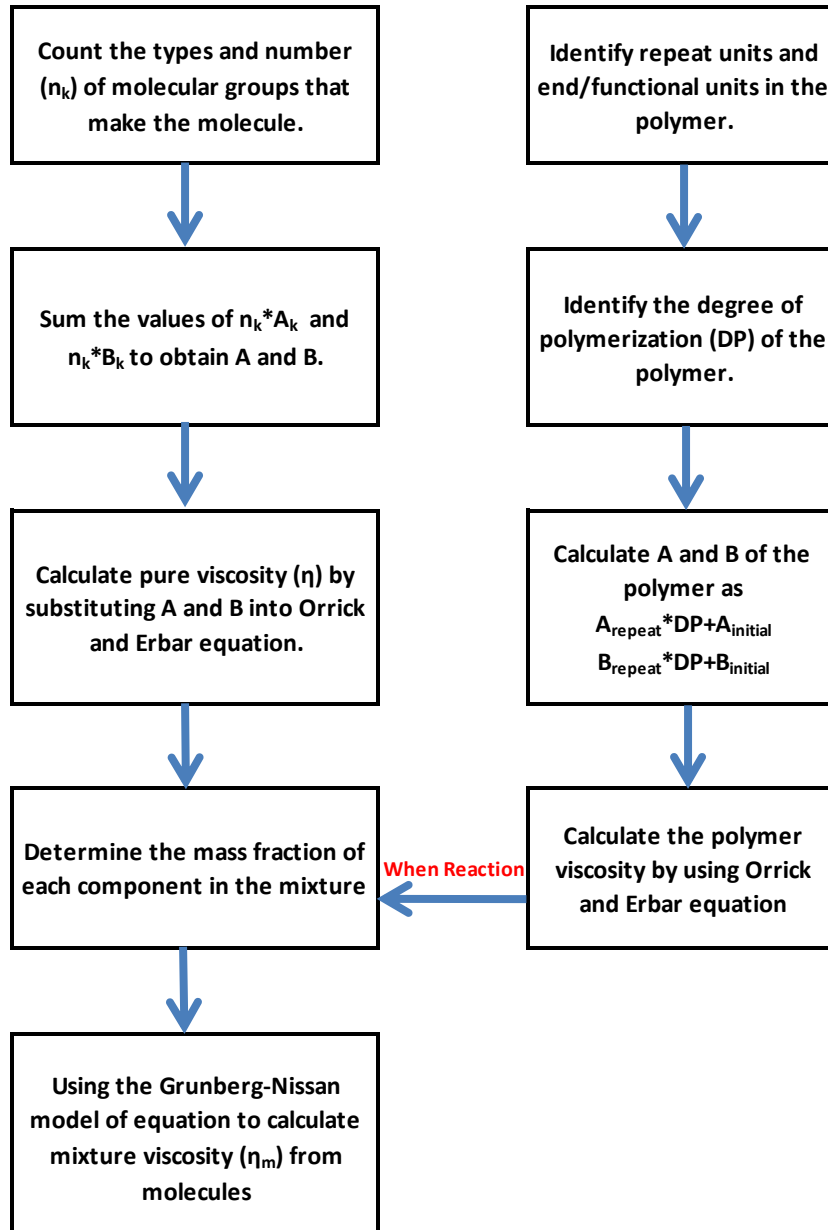 Count the types and number
(nk) of molecular groups that
make the molecule.
Sum the values of nk*Ak and
nk*Bk to obtain A and B.
Calculate pure viscosity (η) by
substituting A and B into Orrick
and Erbar equation.
Determine the mass fraction of
each component in the mixture
Using the Grunberg-Nissan
model of equation to calculate
mixture viscosity (ηm) from
molecules
Identify repeat units and
end/functional units in the
polymer.
Identify the degree of
polymerization (DP) of the
polymer.
Calculate A and B of the
polymer as
Arepeat*DP+Ainitial
Brepeat*DP+Binitial
Calculate the polymer
viscosity by using Orrick
and Erbar equation
When Reaction